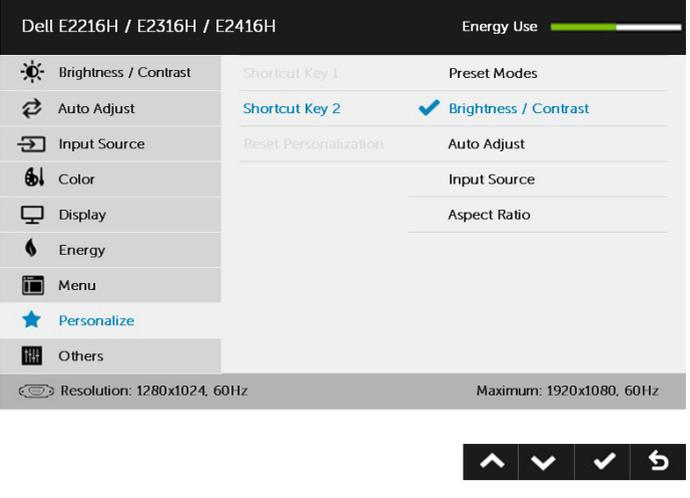 Dell E2216H / E2316H / E2416H
Energy Use
Brightness / Contrast
Auto Adjust
Input Source
Color
Display
Energy
Menu
Personalize
Others
Shortcut Key 1
Shortcut Key 2
Reset Personalization
Preset Modes
Brightness / Contrast
Auto Adjust
Input Source
Aspect Ratio
Resolution: 1280x1024, 60Hz
Maximum: 1920x1080, 60Hz